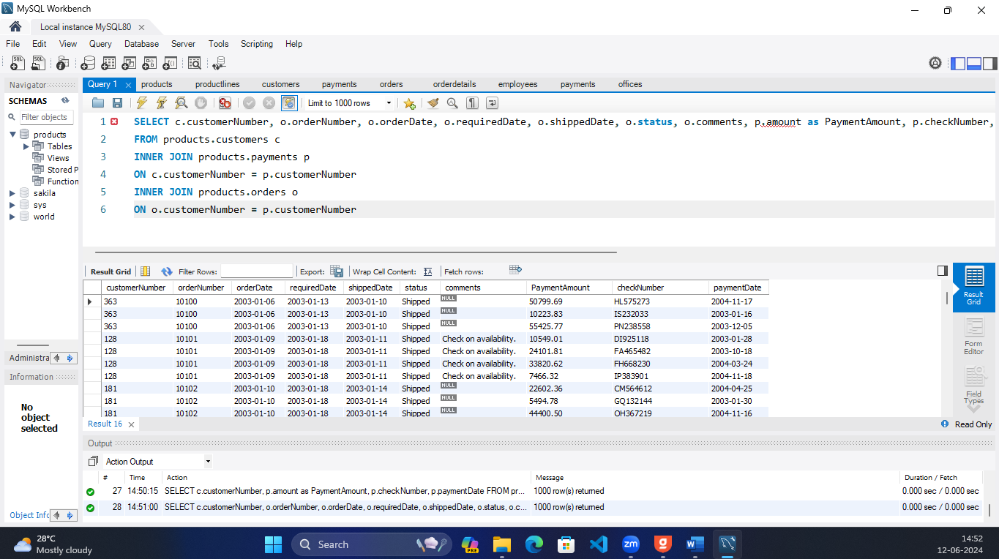 MySQL Workbench
Local instance MySQL80
File Edit View Query Database Server Tools Scripting Help
Navigator
SCHEMAS
Filter objects
products
Tables
Views
Stored P
Function
sakila
sys
world
Administra
Information
No
object
selected
Object Info
Query 1 products productlines customers payments orders orderdetails employees payments offices
Limit to 1000 rows
1 SELECT c.customerNumber, o.orderNumber, o.orderDate, o.requiredDate, o.shippedDate, o.status, o.comments, p,.amount as PaymentAmount, p.checkNumber,
2 FROM products.customers c
3 INNER JOIN products.payments p
4 ON c.customerNumber = p.customerNumber
5 INNER JOIN products.orders o
6 ON o.customerNumber = p.customerNumber
Result Grid Filter Rows: Export: Wrap Cell Content: Fetch rows:
customerNumber orderNumber orderDate requiredDate shippedDate status comments PaymentAmount checkNumber paymentDate
363 10100 2003-01-06 2003-01-13 2003-01-10 Shipped NULL 50799.69 HL575273 2004-11-17
363 10100 2003-01-06 2003-01-13 2003-01-10 Shipped NULL 10223.83 IS232033 2003-01-16
363 10100 2003-01-06 2003-01-13 2003-01-10 Shipped NULL 55425.77 PN238558 2003-12-05
128 10101 2003-01-09 2003-01-18 2003-01-11 Shipped Check on availability. 10549.01 DI925118 2003-01-28
128 10101 2003-01-09 2003-01-18 2003-01-11 Shipped Check on availability. 24101.81 FA465482 2003-10-18
128 10101 2003-01-09 2003-01-18 2003-01-11 Shipped Check on availability. 33820.62 FH668230 2004-03-24
128 10101 2003-01-09 2003-01-18 2003-01-11 Shipped Check on availability. 7466.32 IP383901 2004-11-18
181 10102 2003-01-10 2003-01-18 2003-01-14 Shipped NULL 22602.36 CM564612 2004-04-25
181 10102 2003-01-10 2003-01-18 2003-01-14 Shipped NULL 5494.78 GQ132144 2003-01-30
181 10102 2003-01-10 2003-01-18 2003-01-14 Shipped NULL 44400.50 OH367219 2004-11-16
Result
Grid
Form
Editor
Field
Types
Result 16
Read Only
Output
Action Output
# Time Action Message Duration / Fetch
27 14:50:15 SELECT c.customerNumber, p.amount as PaymentAmount, p.checkNumber, p.paymentDate FROM pr... 1000 row(s) returned 0.000 sec / 0.000 sec
28 14:51:00 SELECT c.customerNumber, o.orderNumber, o.orderDate, o.requiredDate, o.shippedDate, o.status, o.c... 1000 row(s) returned 0.000 sec / 0.000 sec
28°C
Mostly cloudy
Search
PRE
zm
14:52
12-06-2024